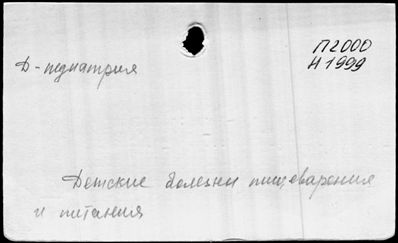 П2000
Н1999
Д-педиатрия
Детские болезни пищеварения
и питания